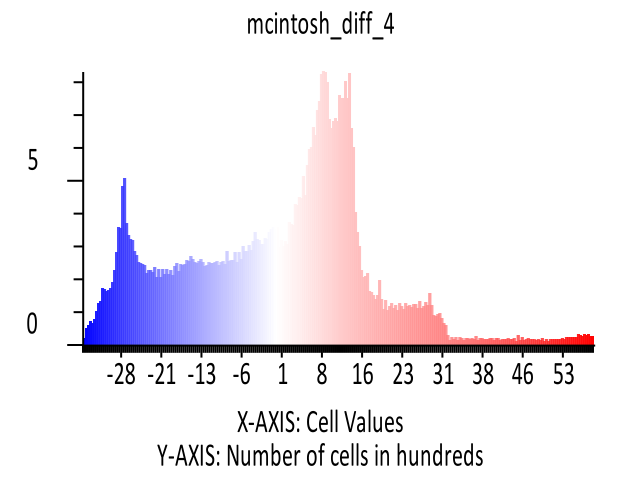 mcintosh_diff_4
5
0
-28 -21 -13 -6 1 8 16 23 31 38 46 53
X-AXIS: Cell Values
Y-AXIS: Number of cells in hundreds